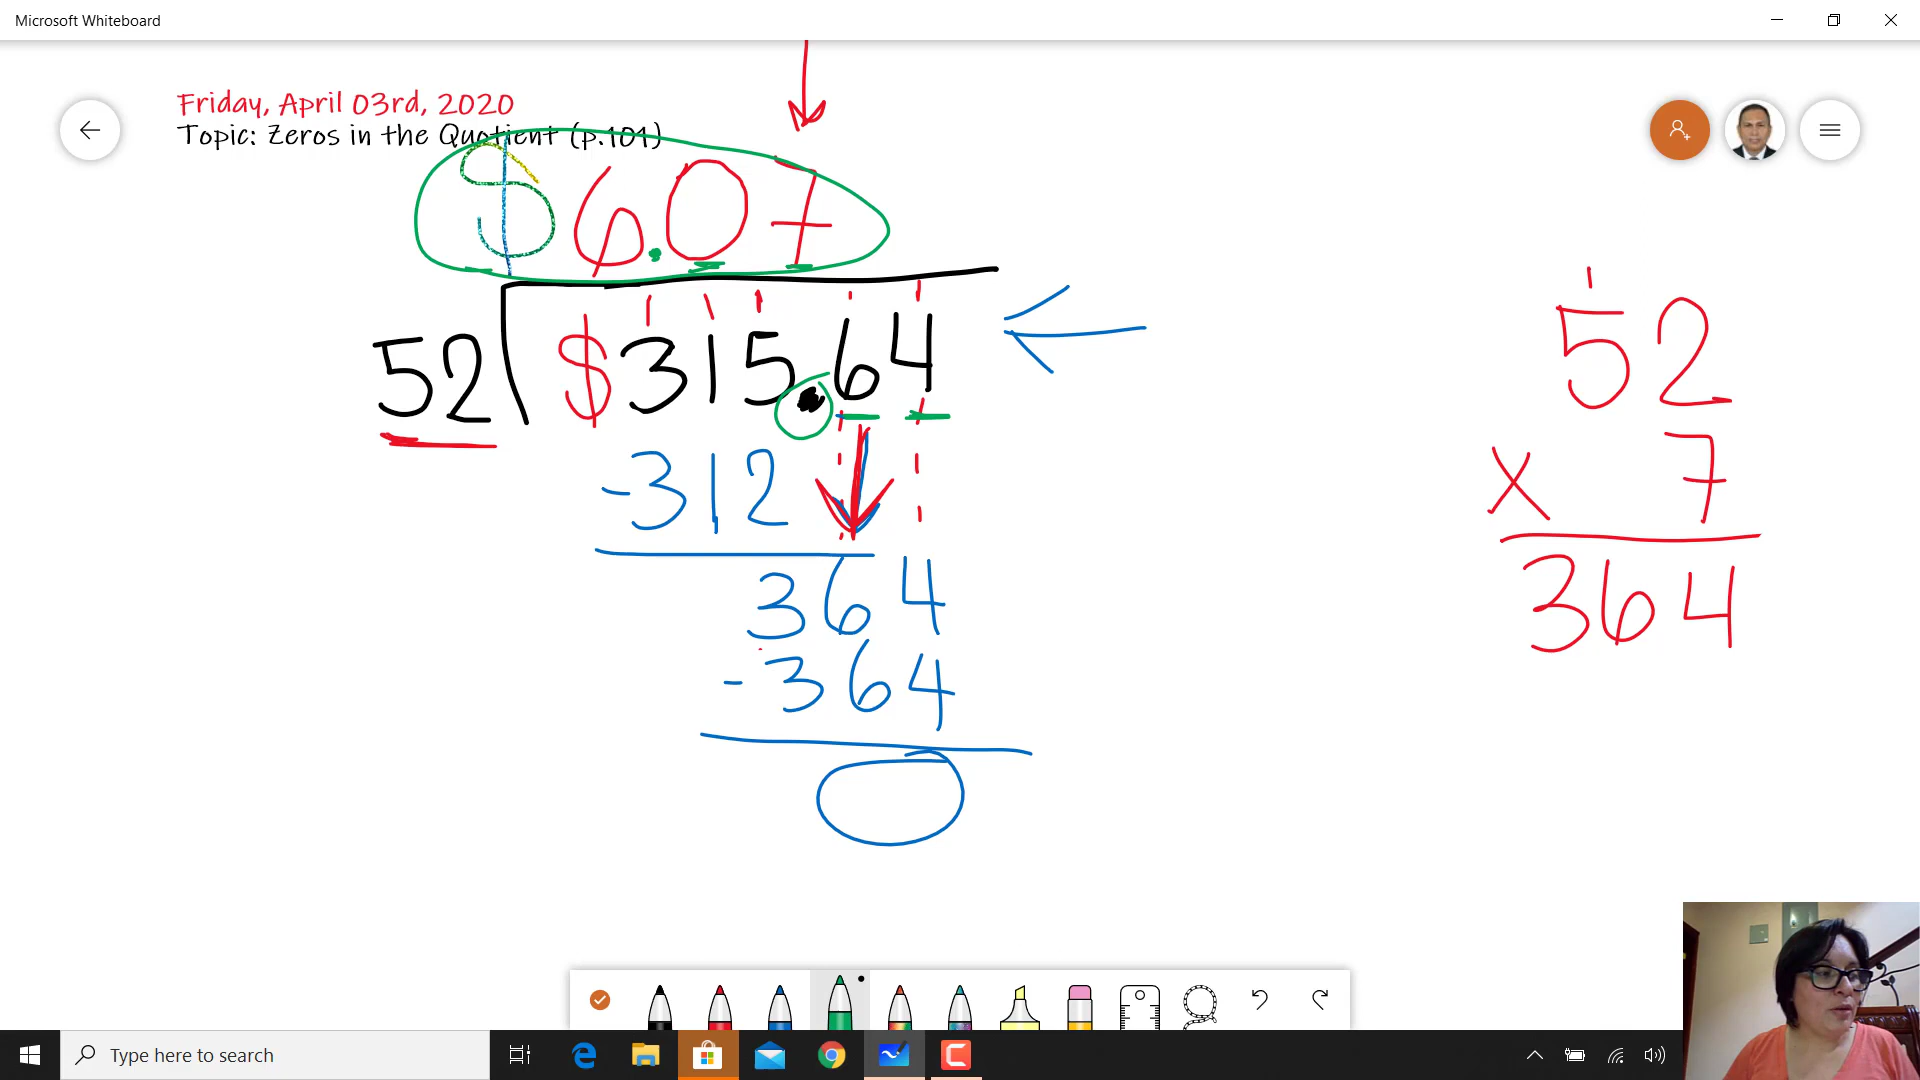 Microsoft Whiteboard
Friday, April 03rd, 2020
Topic: Zeros in the Quotient (p.101)
$ 6.07
52 $ 315.64
-312
364
-364
0
1
52
x 7
364
Type here to search